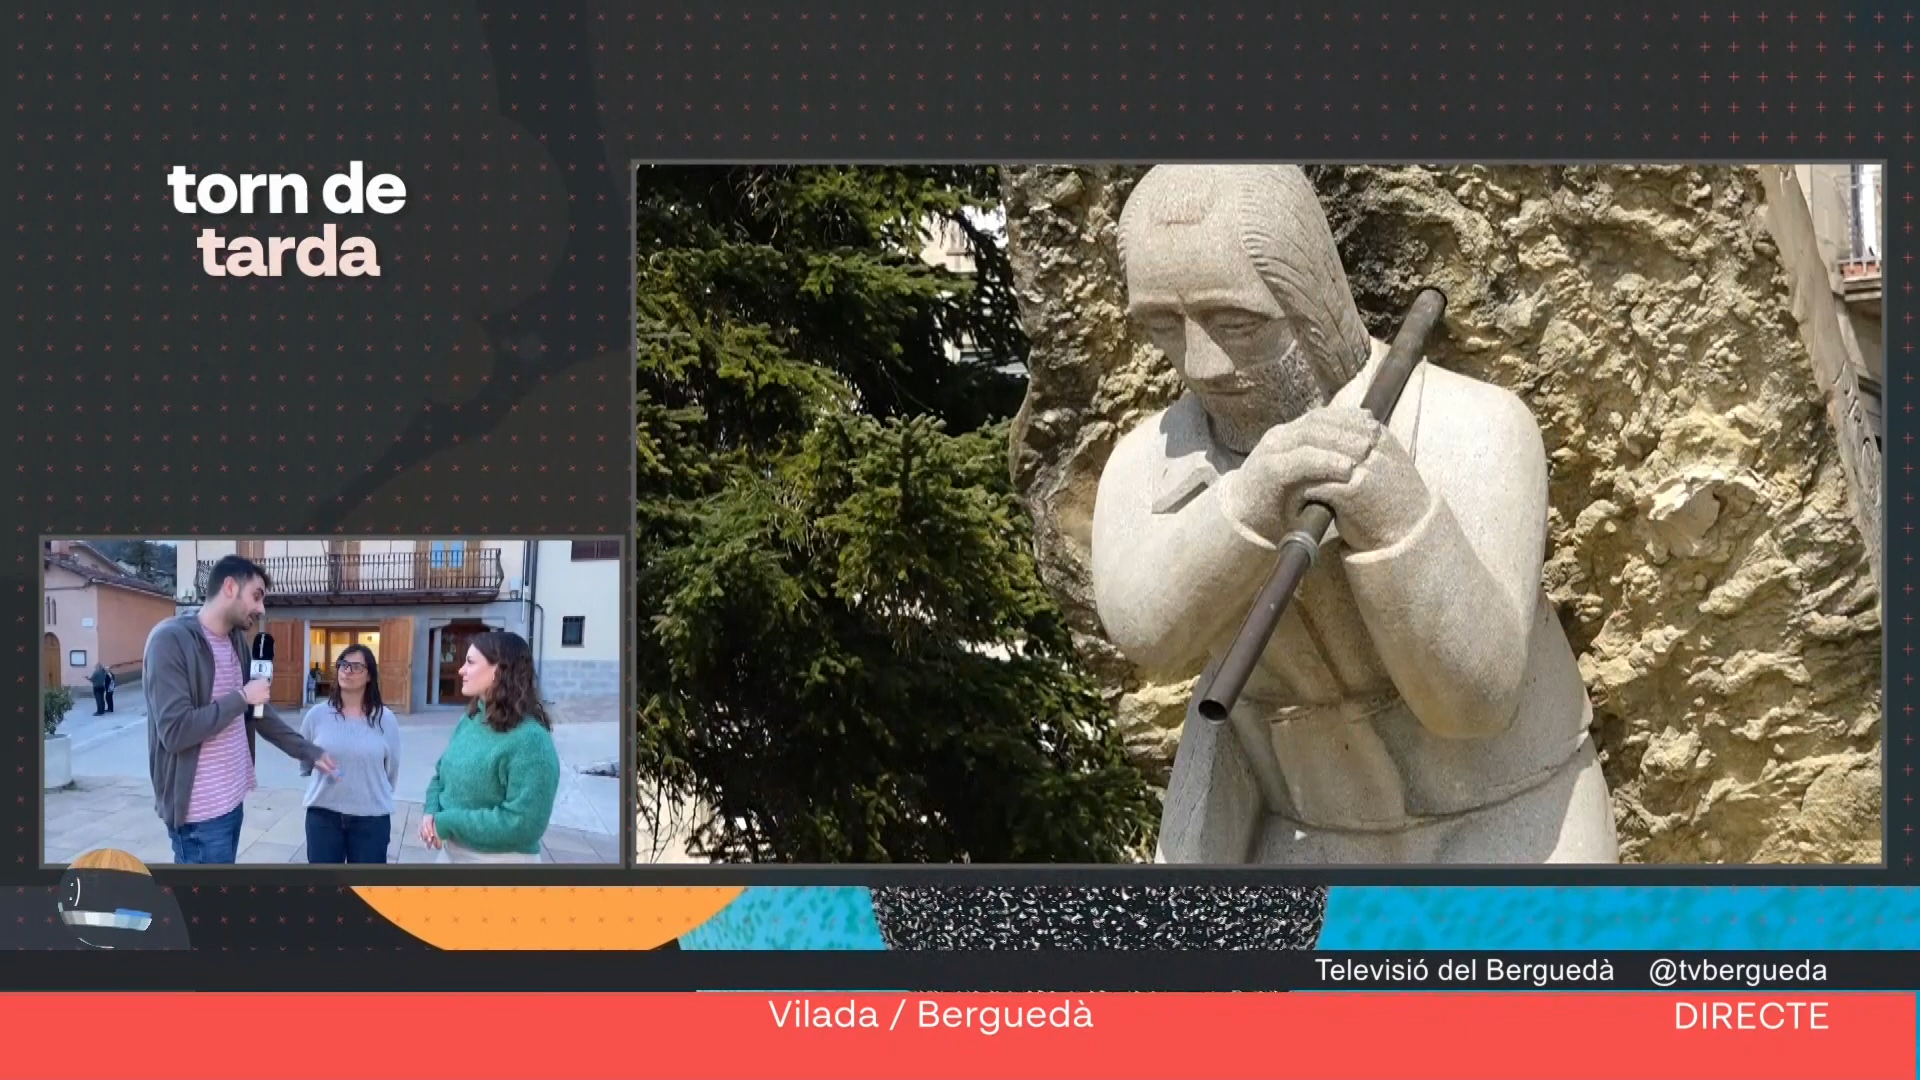 torn de
tarda
Televisió del Berguedà @tvbergueda
Vilada / Berguedà
DIRECTE